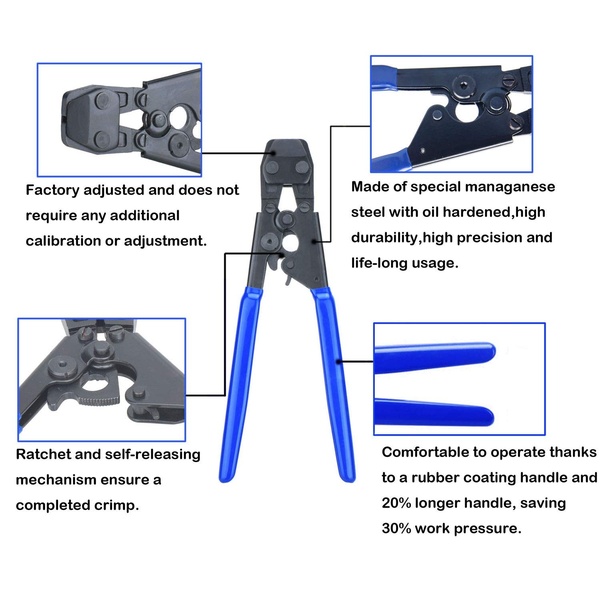 Factory adjusted and does not
require any additional
calibration or adjustment.
Made of special managanese
steel with oil hardened,high
durability,high precision and
life-long usage.
Ratchet and self-releasing
mechanism ensure a
completed crimp.
Comfortable to operate thanks
to a rubber coating handle and
20% longer handle, saving
30% work pressure.